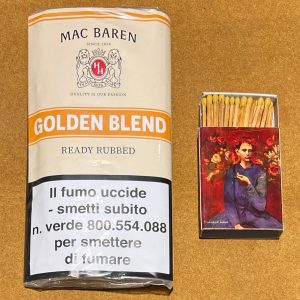 MAC BAREN
SINCE 1826
QUALITY IS OUR PASSION
GOLDEN BLEND
READY RUBBED
Il fumo uccide
- smetti subito
n. verde 800.554.088
per smettere
di fumare